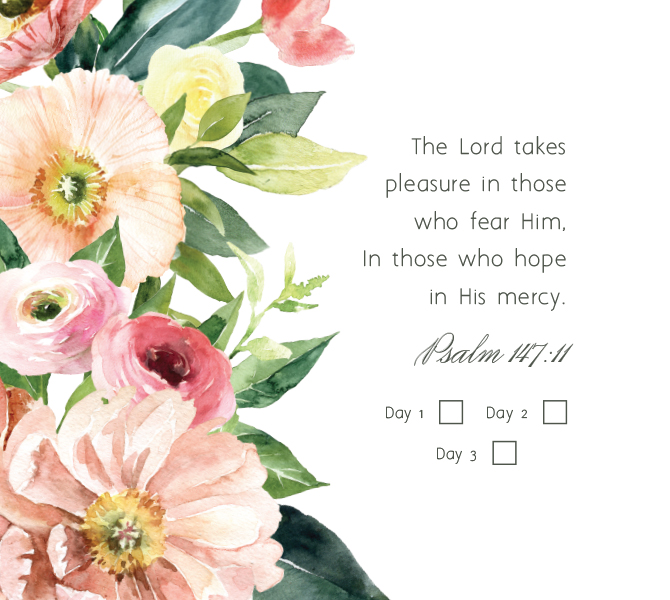 The Lord takes
pleasure in those
who fear Him,
In those who hope
in His mercy.
Psalm 147:11
Day 1 Day 2
Day 3